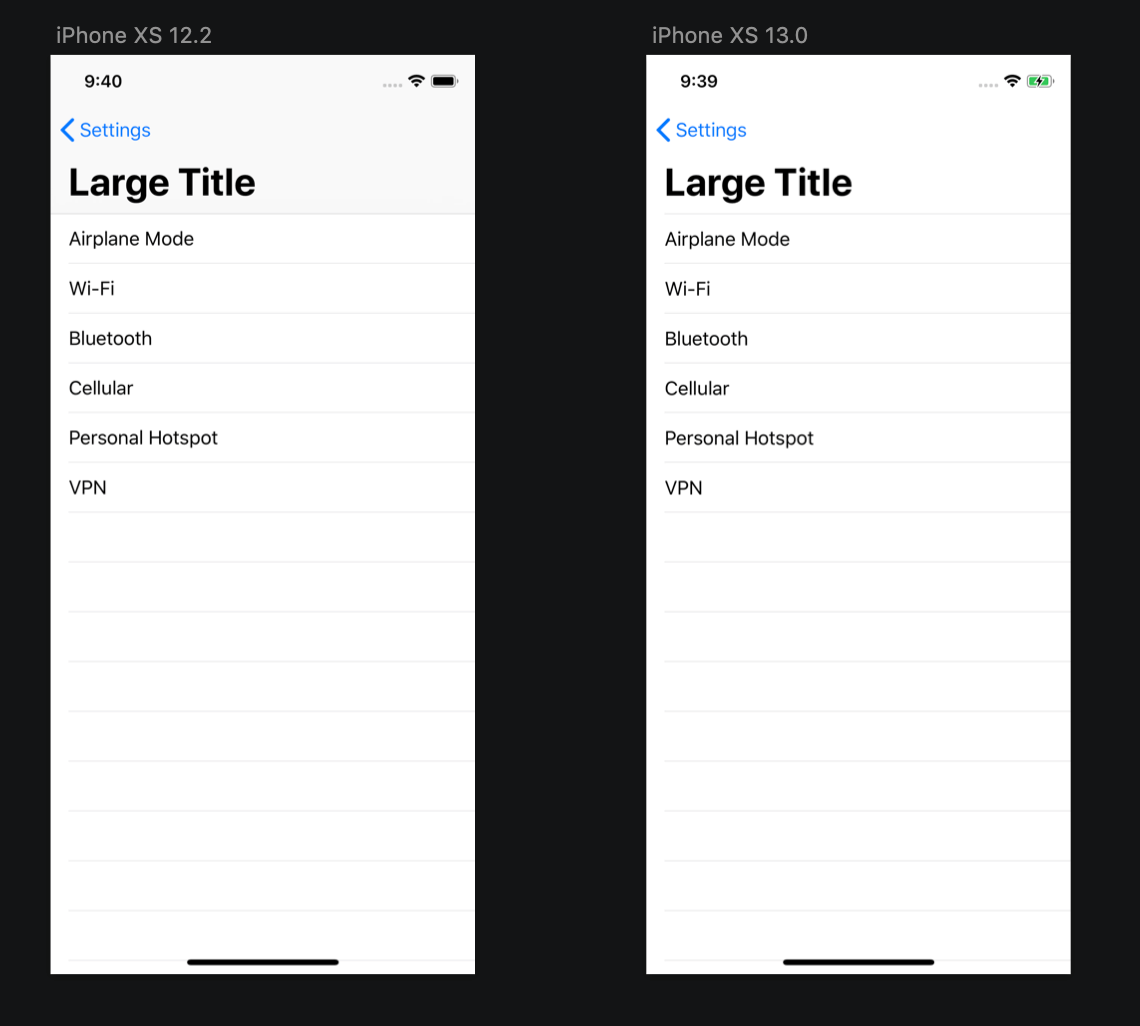 iPhone XS 12.2
9:40
Settings
Large Title
Airplane Mode
Wi-Fi
Bluetooth
Cellular
Personal Hotspot
VPN
iPhone XS 13.0
9:39
Settings
Large Title
Airplane Mode
Wi-Fi
Bluetooth
Cellular
Personal Hotspot
VPN